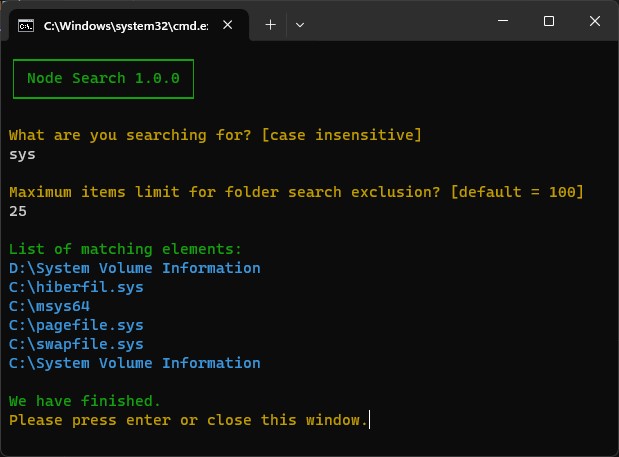 C:\Windows\system32\cmd.e
Node Search 1.0.0
What are you searching for? [case insensitive]
sys
Maximum items limit for folder search exclusion? [default = 100]
25
List of matching elements:
D:\System Volume Information
C:\hiberfil.sys
C:\msys64
C:\pagefile.sys
C:\swapfile.sys
C:\System Volume Information
We have finished.
Please press enter or close this window.